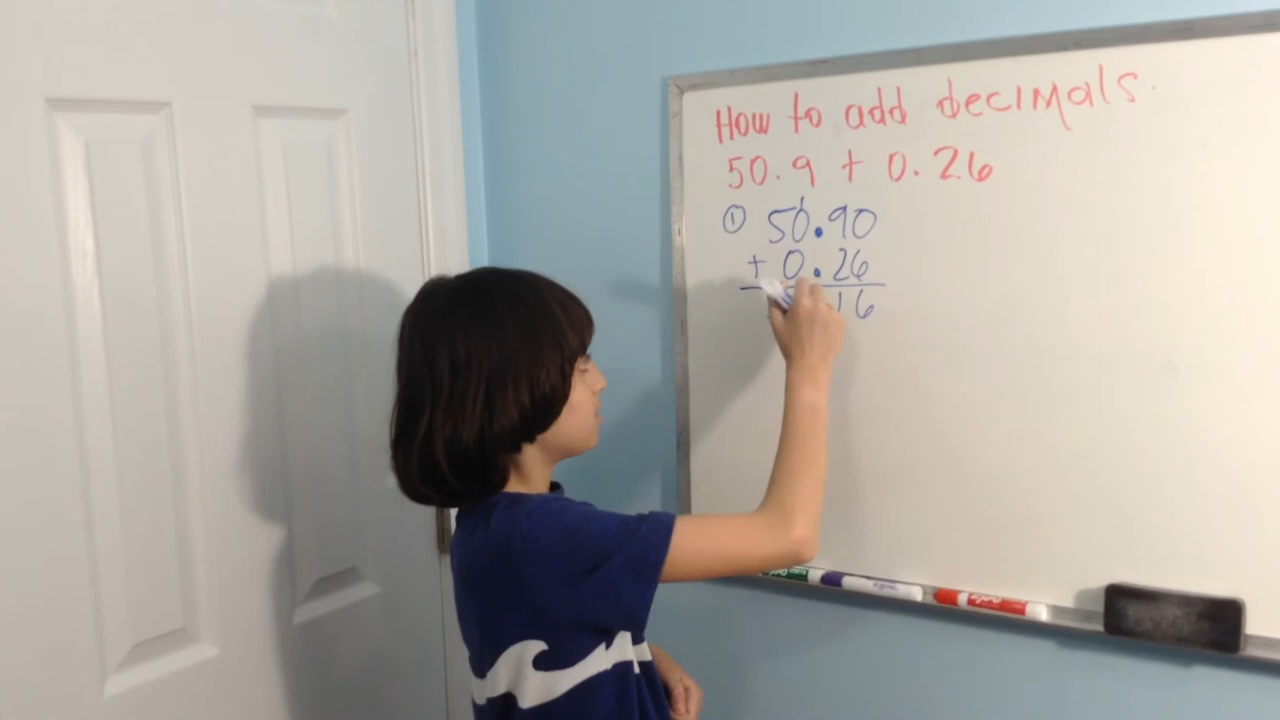 How to add decimals.
50.9 + 0.26
① 50.90
+ 0.26
16